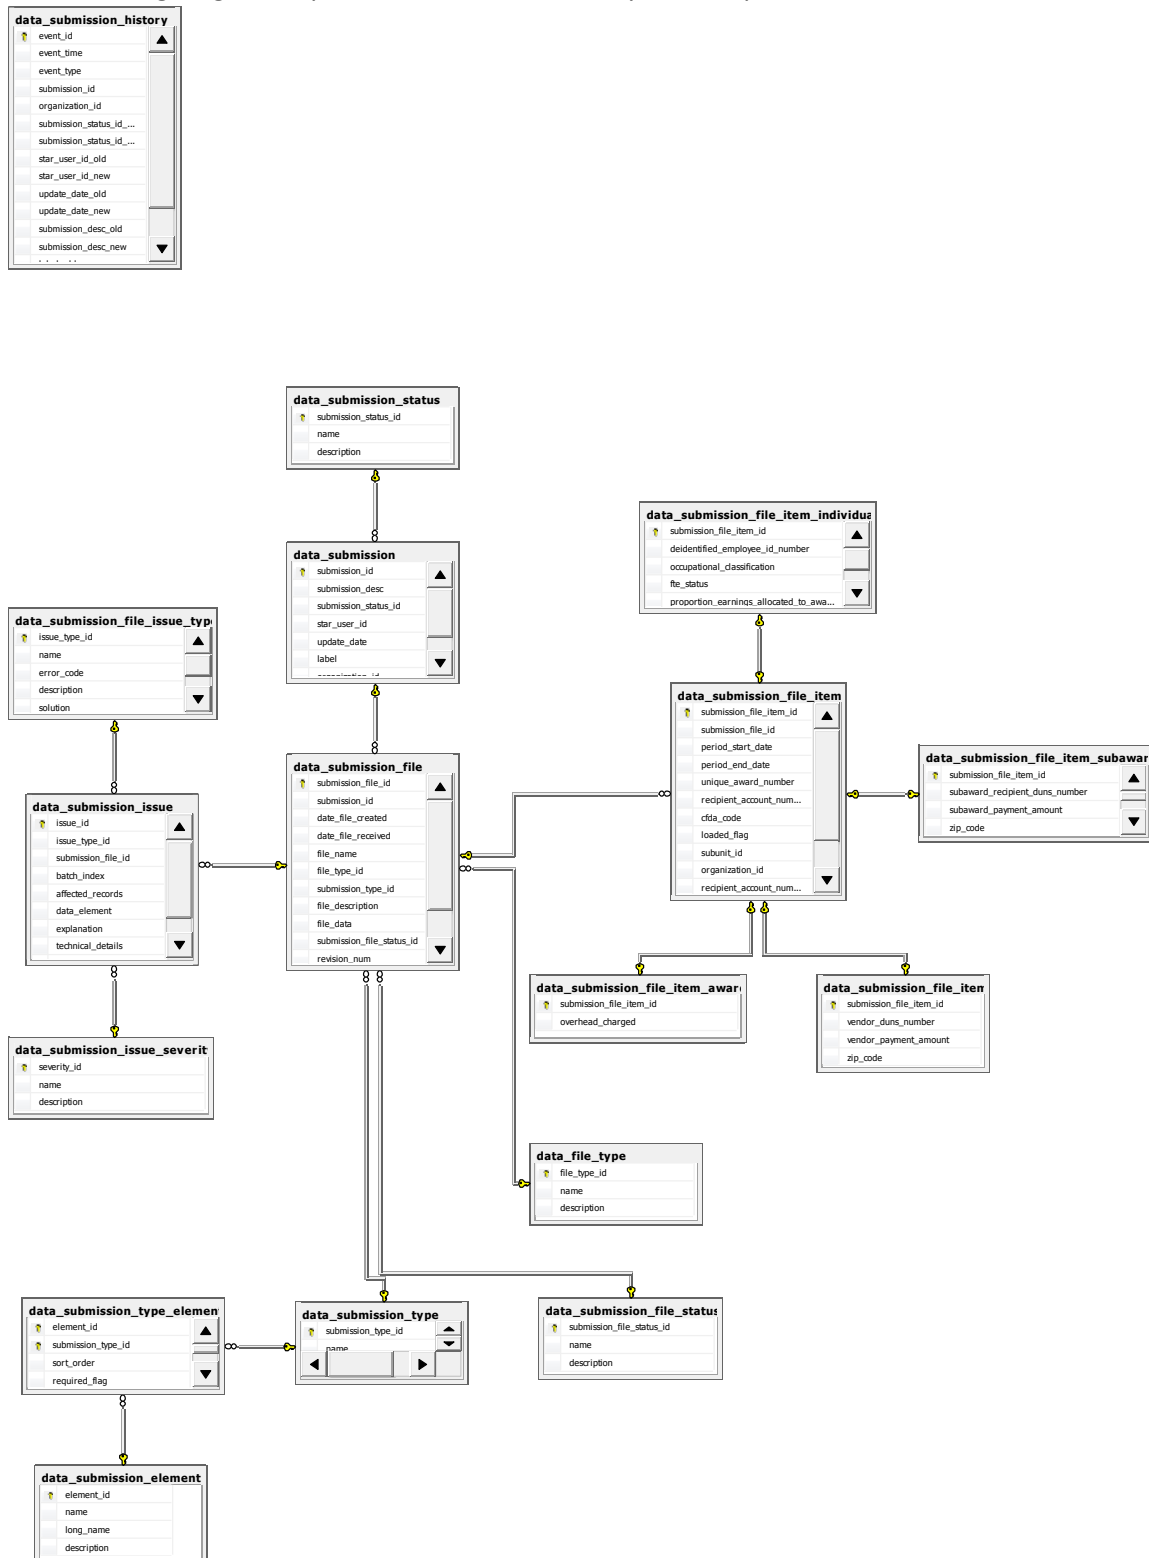 data_submission_history
event_id
event_time
event_type
submission_id
organization_id
submission_status_id_...
submission_status_id_...
star_user_id_old
star_user_id_new
update_date_old
update_date_new
submission_desc_old
submission_desc_new
data_submission_status
submission_status_id
name
description
data_submission
submission_id
submission_desc
submission_status_id
star_user_id
update_date
label
organization_id
data_submission_file_item_individua
submission_file_item_id
deidentified_employee_id_number
occupational_classification
fte_status
proportion_earnings_allocated_to_awa...
data_submission_file_issue_typ
issue_type_id
name
error_code
description
solution
data_submission_file_item
submission_file_item_id
submission_file_id
period_start_date
period_end_date
unique_award_number
recipient_account_num...
cfda_code
loaded_flag
subunit_id
organization_id
recipient_account_num...
data_submission_file_item_subawar
submission_file_item_id
subaward_recipient_duns_number
subaward_payment_amount
zip_code
data_submission_file
submission_file_id
submission_id
date_file_created
date_file_received
file_name
file_type_id
submission_type_id
file_description
file_data
submission_file_status_id
revision_num
data_submission_issue
issue_id
issue_type_id
submission_file_id
batch_index
affected_records
data_element
explanation
technical_details
data_submission_file_item_awar
submission_file_item_id
overhead_charged
data_submission_file_item
submission_file_item_id
vendor_duns_number
vendor_payment_amount
zip_code
data_submission_issue_severit
severity_id
name
description
data_file_type
file_type_id
name
description
data_submission_type_elemen
element_id
submission_type_id
sort_order
required_flag
data_submission_type
submission_type_id
name
data_submission_file_status
submission_file_status_id
name
description
data_submission_element
element_id
name
long_name
description